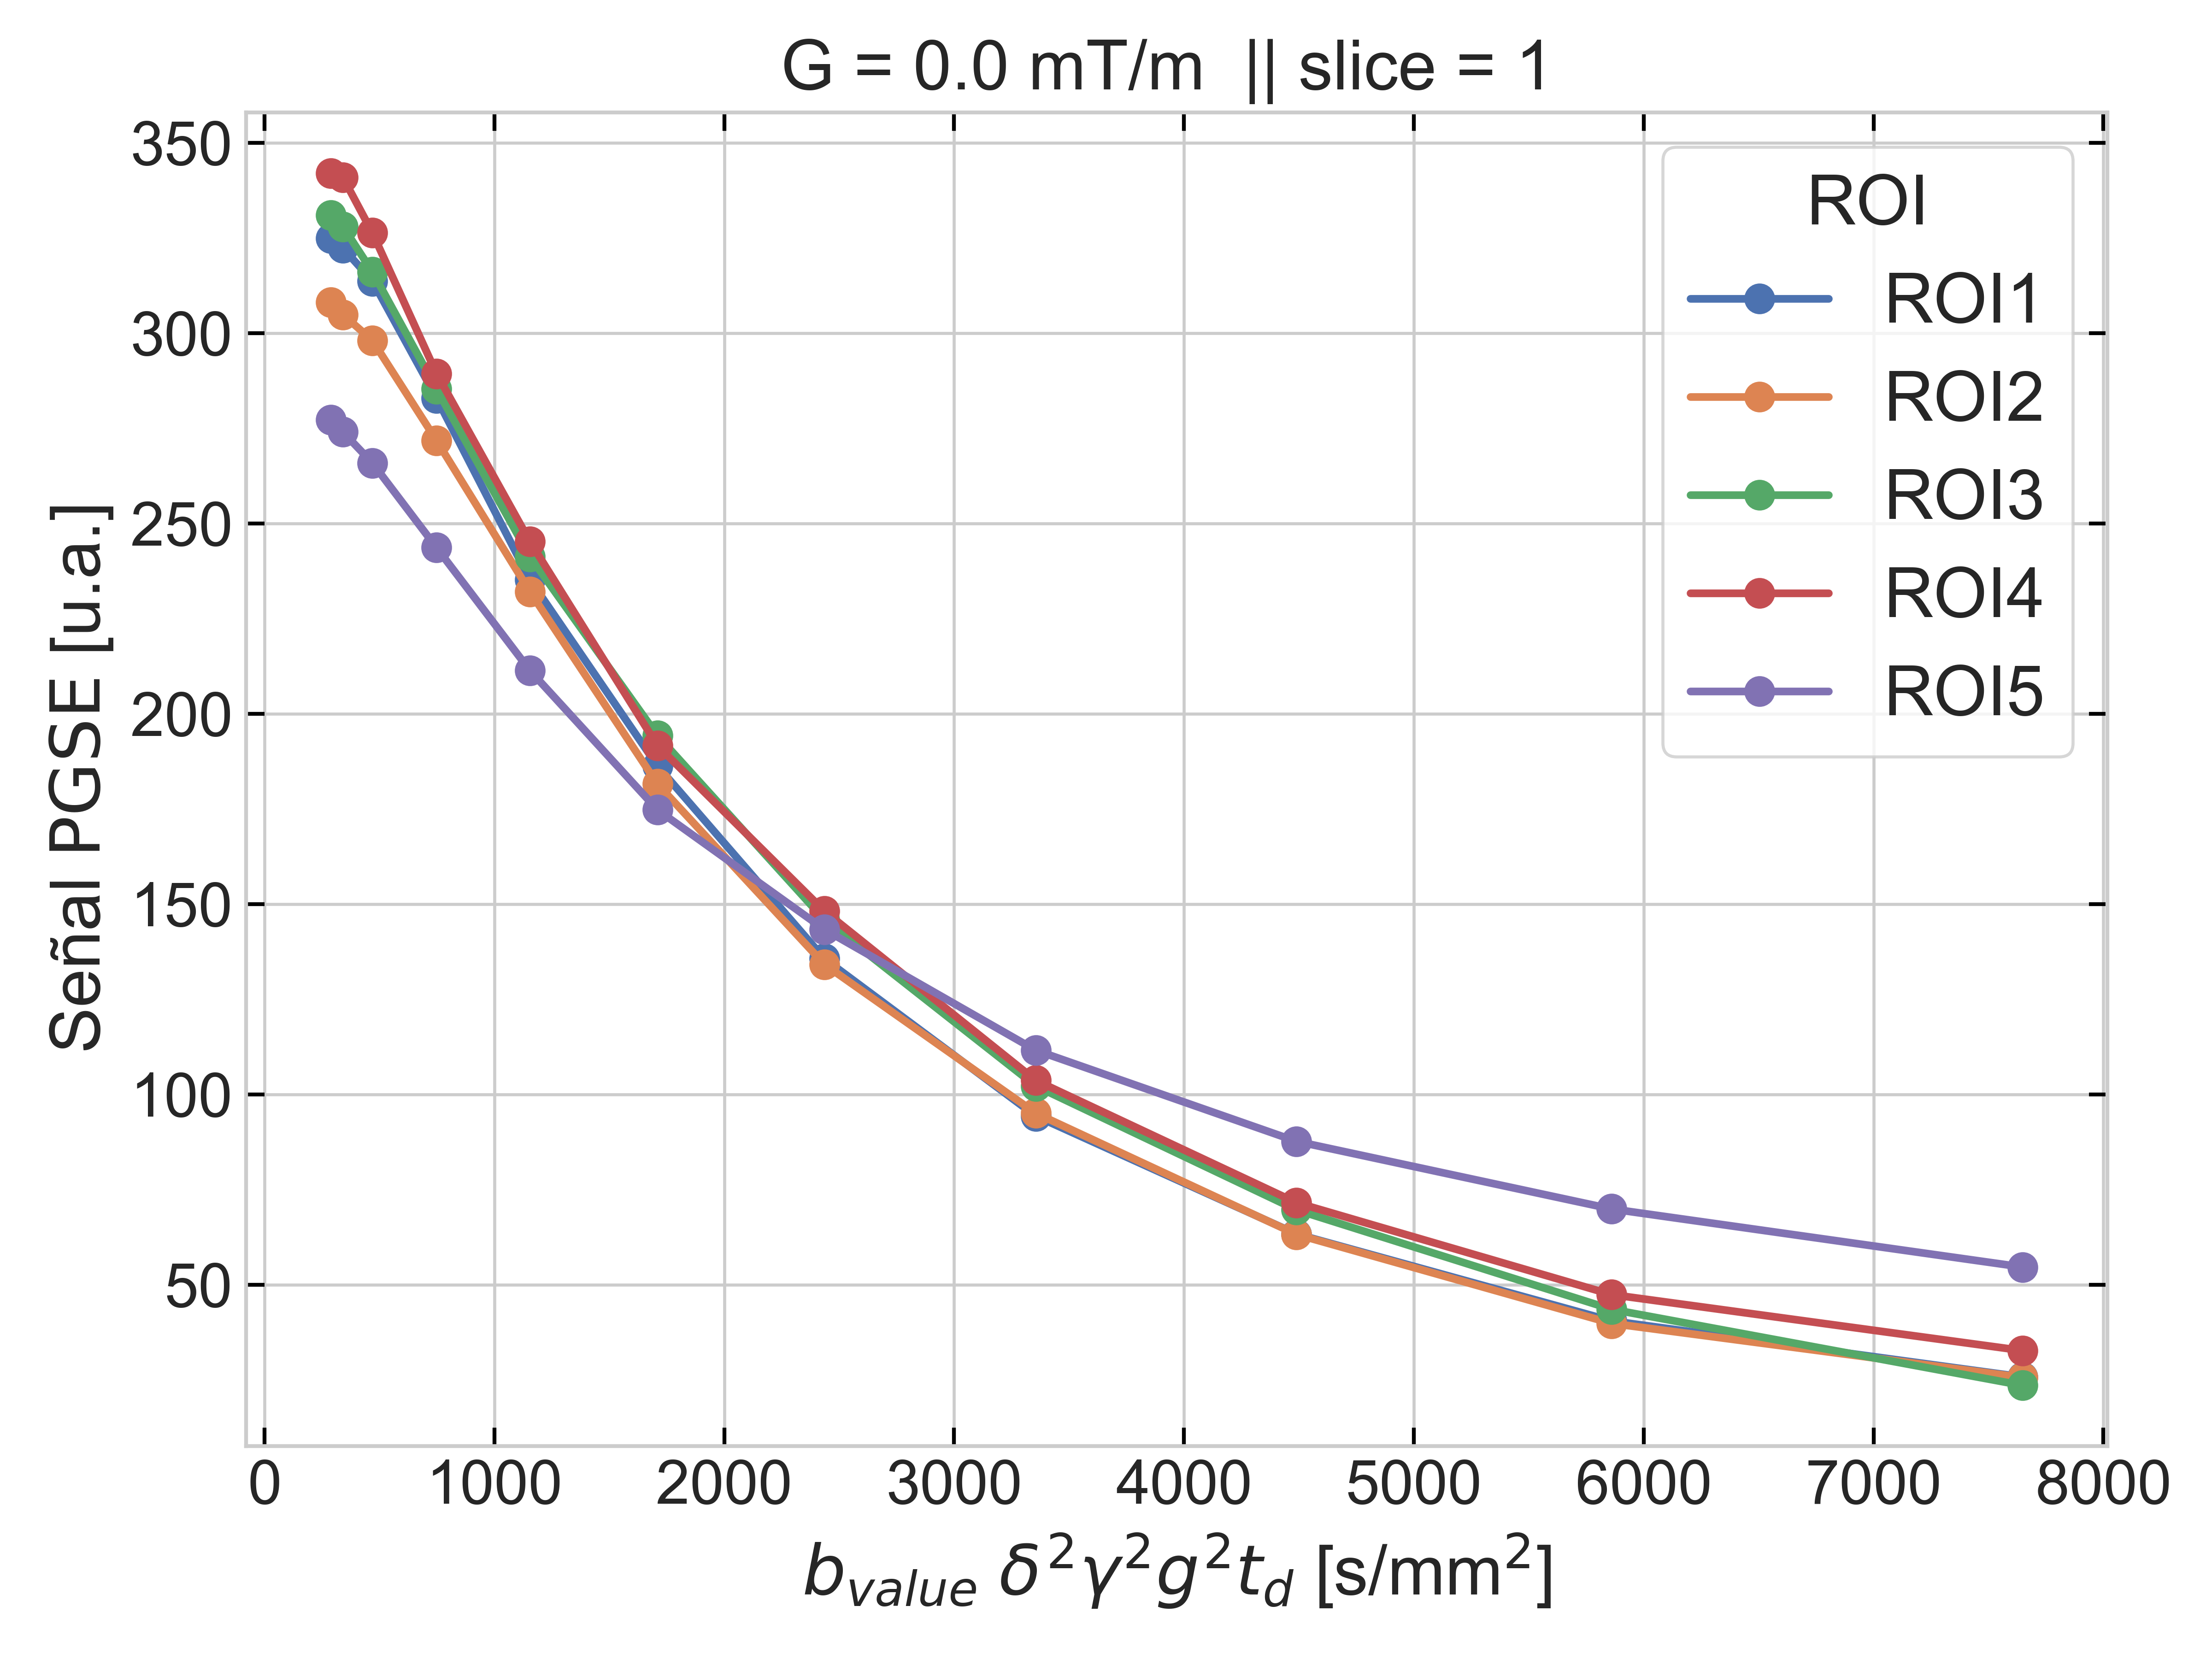 G = 0.0 mT/m || slice = 1
Señal PGSE [u.a.]
350
300
250
200
150
100
50
ROI
ROI1
ROI2
ROI3
ROI4
ROI5
0 1000 2000 3000 4000 5000 6000 7000 8000
b_value δ²γ²g²t_d [s/mm²]